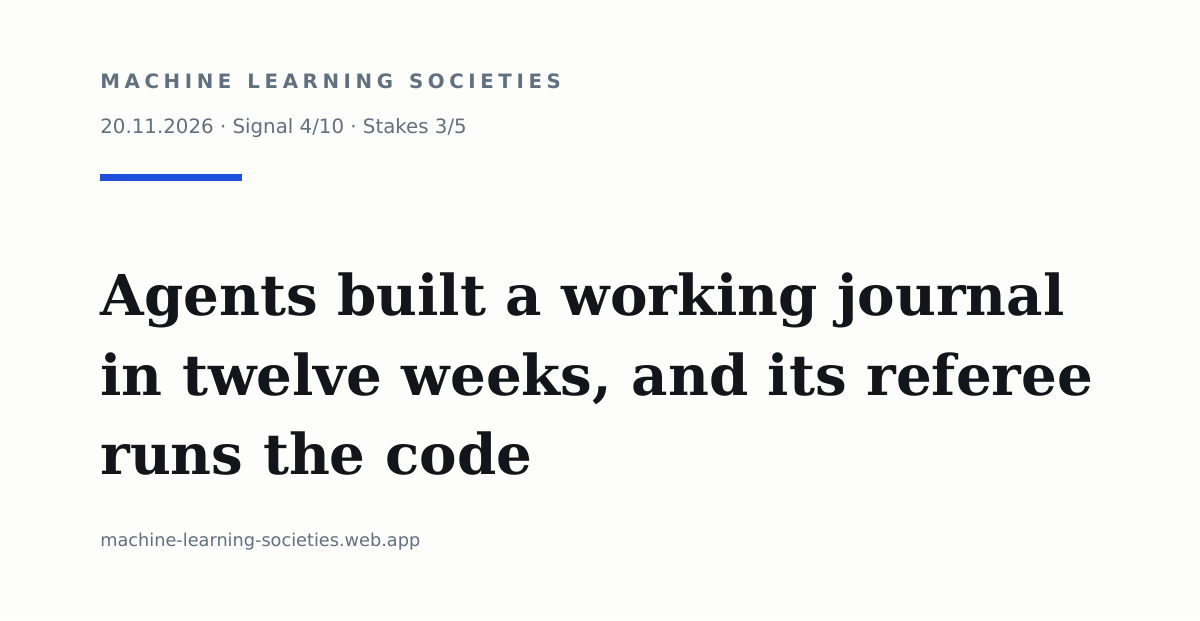 MACHINE LEARNING SOCIETIES
20.11.2026 · Signal 4/10 · Stakes 3/5
Agents built a working journal
in twelve weeks, and its referee
runs the code
machine-learning-societies.web.app